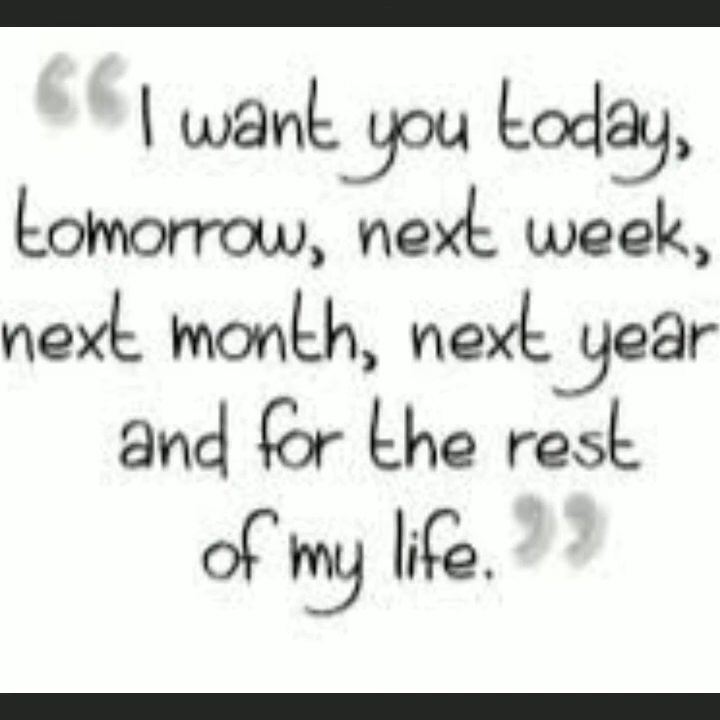 “I want you today,
tomorrow, next week,
next month, next year
and for the rest
of my life.”